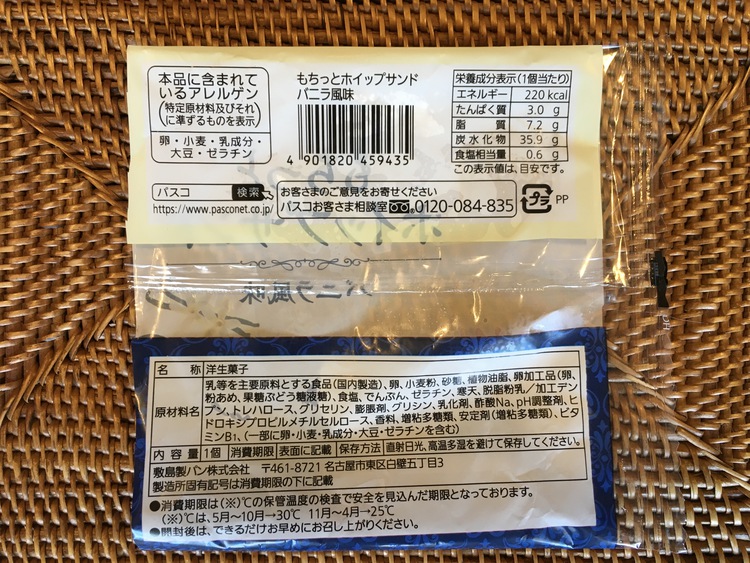 本品に含まれて
いるアレルゲン
(特定原材料及びそれ
に準ずるものを表示)
卵・小麦・乳成分・
大豆・ゼラチン
もちっとホイップサンド
バニラ風味
4 901820 459435
栄養成分表示(1個当たり)
エネルギー 220 kcal
たんぱく質 3.0 g
脂質 7.2 g
炭水化物 35.9 g
食塩相当量 0.6 g
この表示値は、目安です。
パスコ 検索
https://www.pasconet.co.jp/
お客さまのご意見をお寄せください
パスコお客さま相談室 0120-084-835
プラ PP
バニラ風味
名称 洋生菓子
原材料名 乳等を主要原料とする食品(国内製造)、卵、小麦粉、砂糖、植物油脂、卵加工品(卵、
粉あめ、果糖ぶどう糖液糖)、食塩、でんぷん、ゼラチン、寒天、脱脂粉乳/加工デン
プン、トレハロース、グリセリン、膨脹剤、グリシン、乳化剤、酢酸Na、pH調整剤、ヒ
ドロキシプロピルメチルセルロース、香料、増粘多糖類、安定剤(増粘多糖類)、ビタ
ミンB₁、(一部に卵・小麦・乳成分・大豆・ゼラチンを含む)
内容量 1個 消費期限 表面に記載 保存方法 直射日光、高温多湿を避けて保存してください。
敷島製パン株式会社 〒461-8721 名古屋市東区白壁五丁目3
製造所固有記号は消費期限の下に記載
●消費期限は(※)℃の保管温度の検査で安全を見込んだ期限となっております。
(※)℃は、5月~10月→30℃ 11月~4月→25℃
●開封後は、できるだけお早めにお召し上がりください。